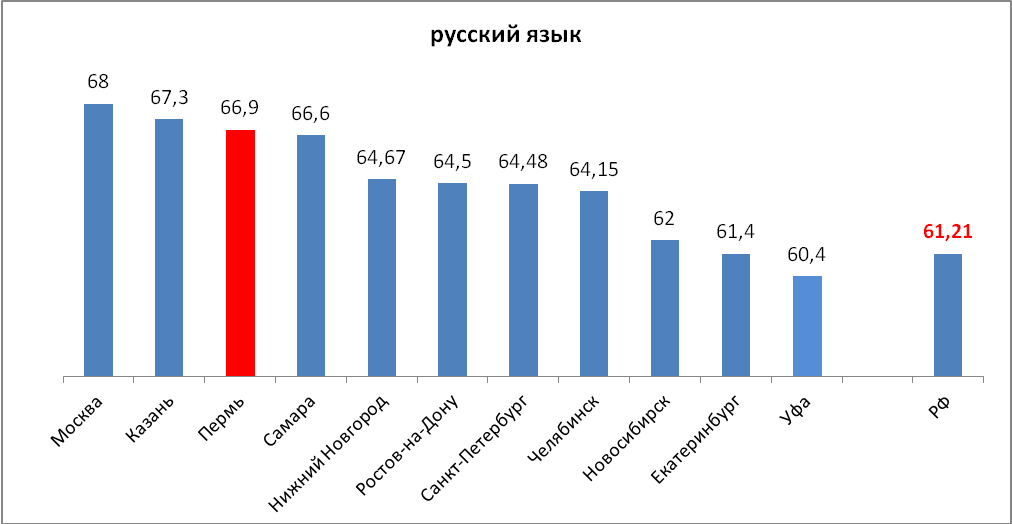 русский язык
68
67,3
66,9
66,6
64,67
64,5
64,48
64,15
62
61,4
60,4
61,21
Москва
Казань
Пермь
Самара
Нижний Новгород
Ростов-на-Дону
Санкт-Петербург
Челябинск
Новосибирск
Екатеринбург
Уфа
РФ